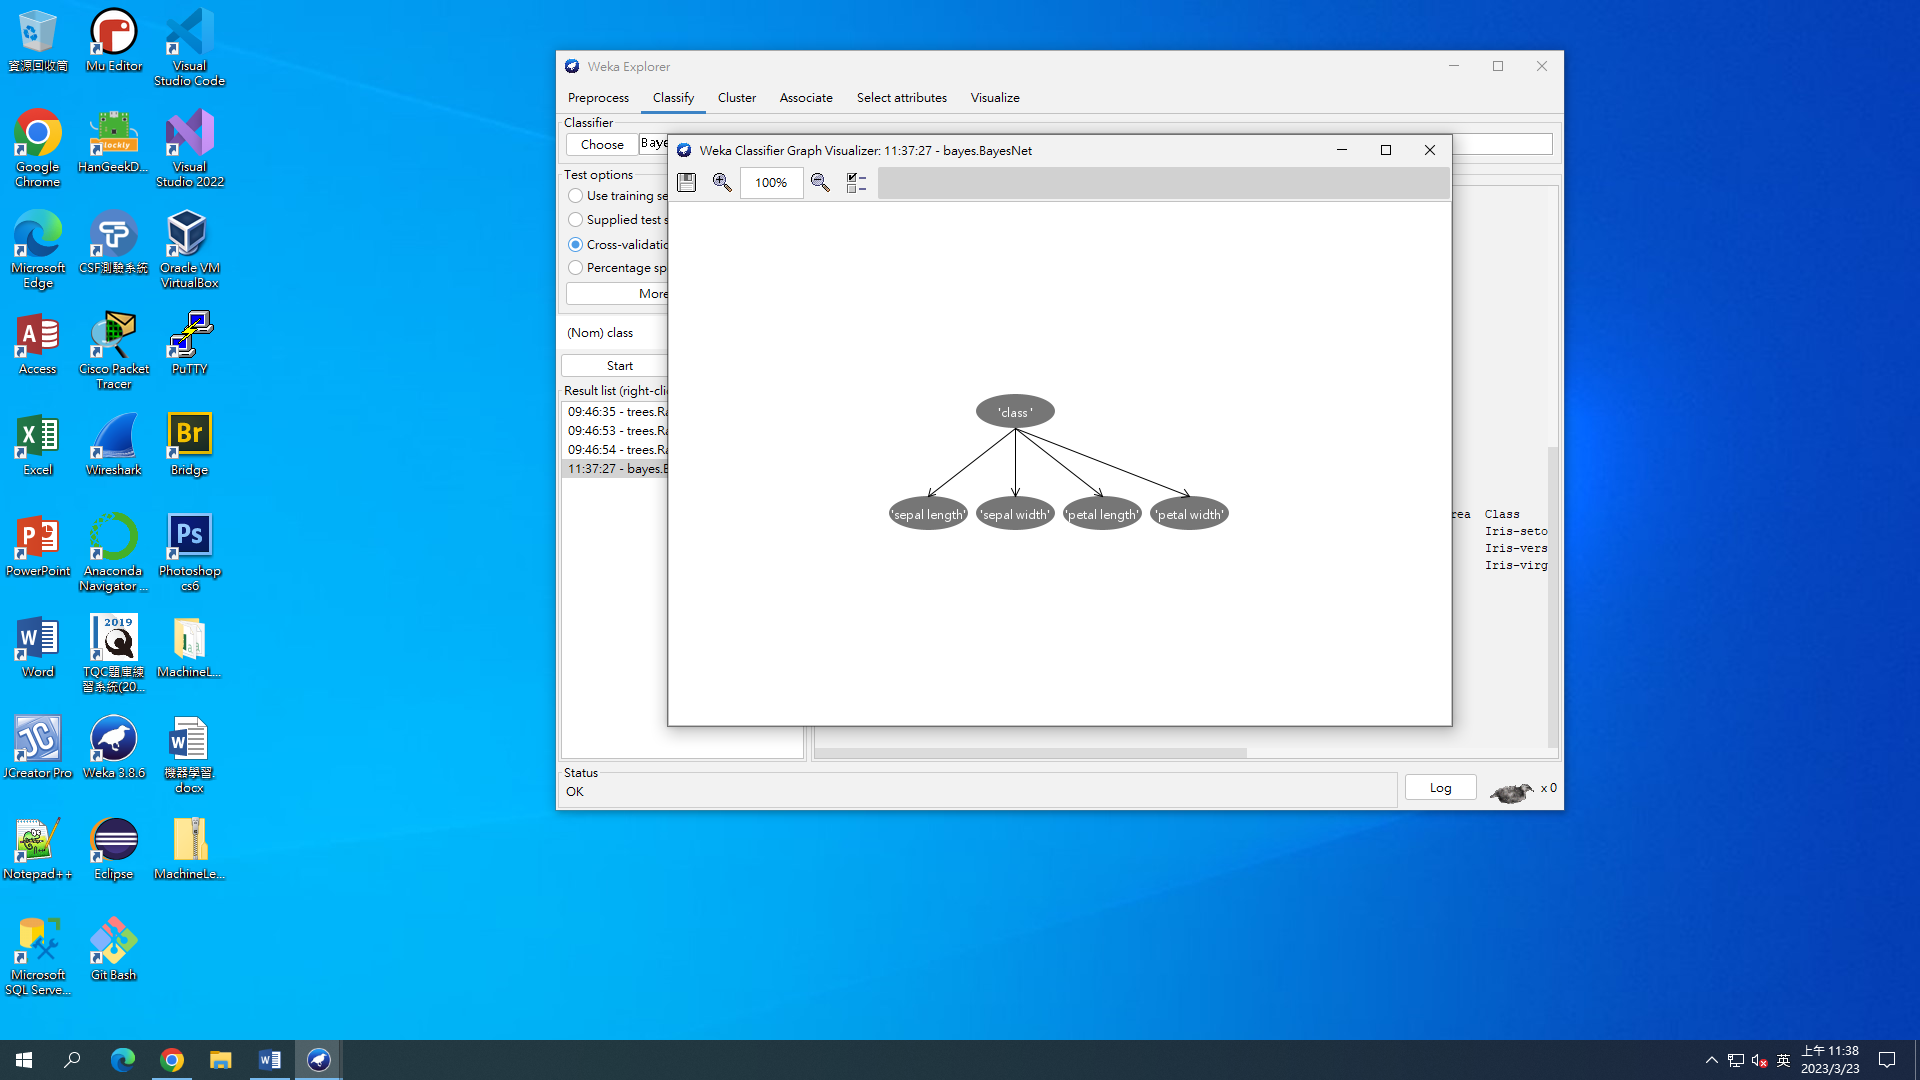 資源回收筒
Mu Editor
Visual
Studio Code
Google
Chrome
HanGeekD...
Visual
Studio 2022
Microsoft
Edge
CSF測驗系統
Oracle VM
VirtualBox
Access
Cisco Packet
Tracer
PuTTY
Excel
Wireshark
Br
Bridge
PowerPoint
Anaconda
Navigator ...
Ps
Photoshop
cs6
Word
2019
TQC題庫練
習系統(20...
MachineL...
JCreator Pro
Weka 3.8.6
機器學習.
docx
Notepad++
Eclipse
MachineLe...
Microsoft
SQL Serve...
Git Bash
Weka Explorer
Preprocess
Classify
Cluster
Associate
Select attributes
Visualize
Classifier
Choose
Baye
Test options
Use training se
Supplied test s
Cross-validatio
Percentage sp
More
(Nom) class
Start
Result list (right-cli
09:46:35 - trees.Ra
09:46:53 - trees.Ra
09:46:54 - trees.Ra
11:37:27 - bayes.B
Weka Classifier Graph Visualizer: 11:37:27 - bayes.BayesNet
100%
'class'
'sepal length'
'sepal width'
'petal length'
'petal width'
rea Class
Iris-seto
Iris-vers
Iris-virg
Status
OK
Log
x 0
英
上午 11:38
2023/3/23